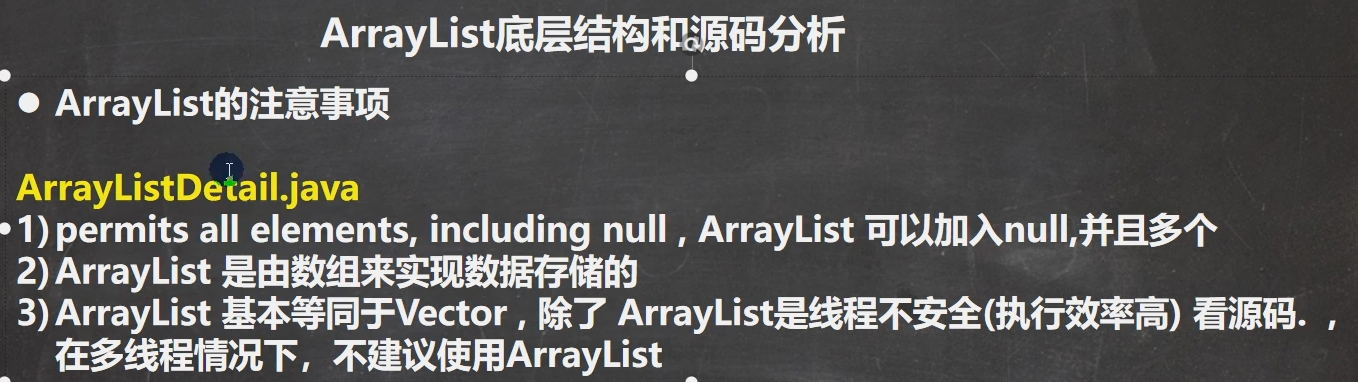 ArrayList底层结构和源码分析
● ArrayList的注意事项
ArrayListDetail.java
1) permits all elements, including null , ArrayList 可以加入null,并且多个
2) ArrayList 是由数组来实现数据存储的
3) ArrayList 基本等同于Vector , 除了 ArrayList是线程不安全(执行效率高) 看源码. ,
在多线程情况下，不建议使用ArrayList